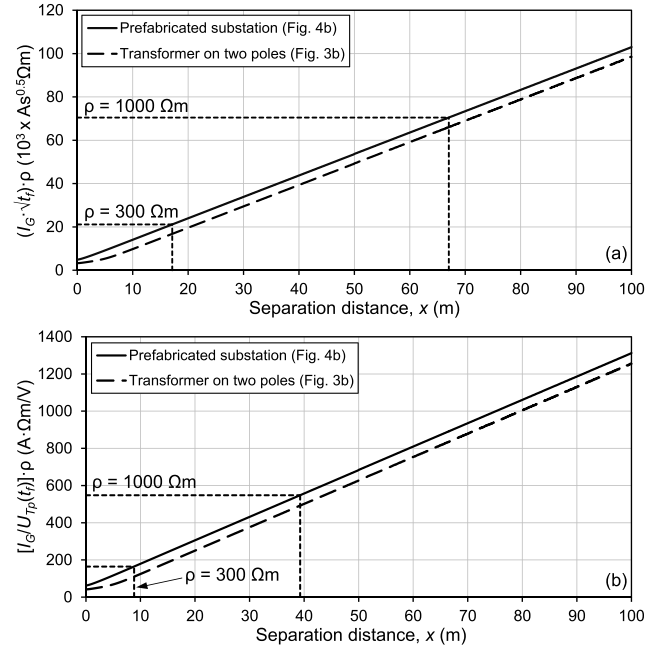 120
100
80
60
40
20
0
(I_G·√t_f)·ρ (10³ x As⁰·⁵Ωm)
Prefabricated substation (Fig. 4b)
Transformer on two poles (Fig. 3b)
ρ = 1000 Ωm
ρ = 300 Ωm
(a)
0 10 20 30 40 50 60 70 80 90 100
Separation distance, x (m)
1400
1200
1000
800
600
400
200
0
[I_G/U_Tp(t_f)]·ρ (A·Ωm/V)
Prefabricated substation (Fig. 4b)
Transformer on two poles (Fig. 3b)
ρ = 1000 Ωm
ρ = 300 Ωm
(b)
0 10 20 30 40 50 60 70 80 90 100
Separation distance, x (m)